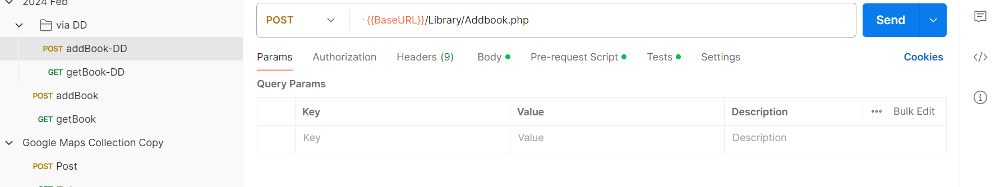 2024 Feb
via DD
POST addBook-DD
GET getBook-DD
POST addBook
GET getBook
Google Maps Collection Copy
POST Post
POST {{BaseURL}}/Library/Addbook.php Send
Params Authorization Headers (9) Body Pre-request Script Tests Settings Cookies
Query Params
Key Value Description ••• Bulk Edit
Key Value Description